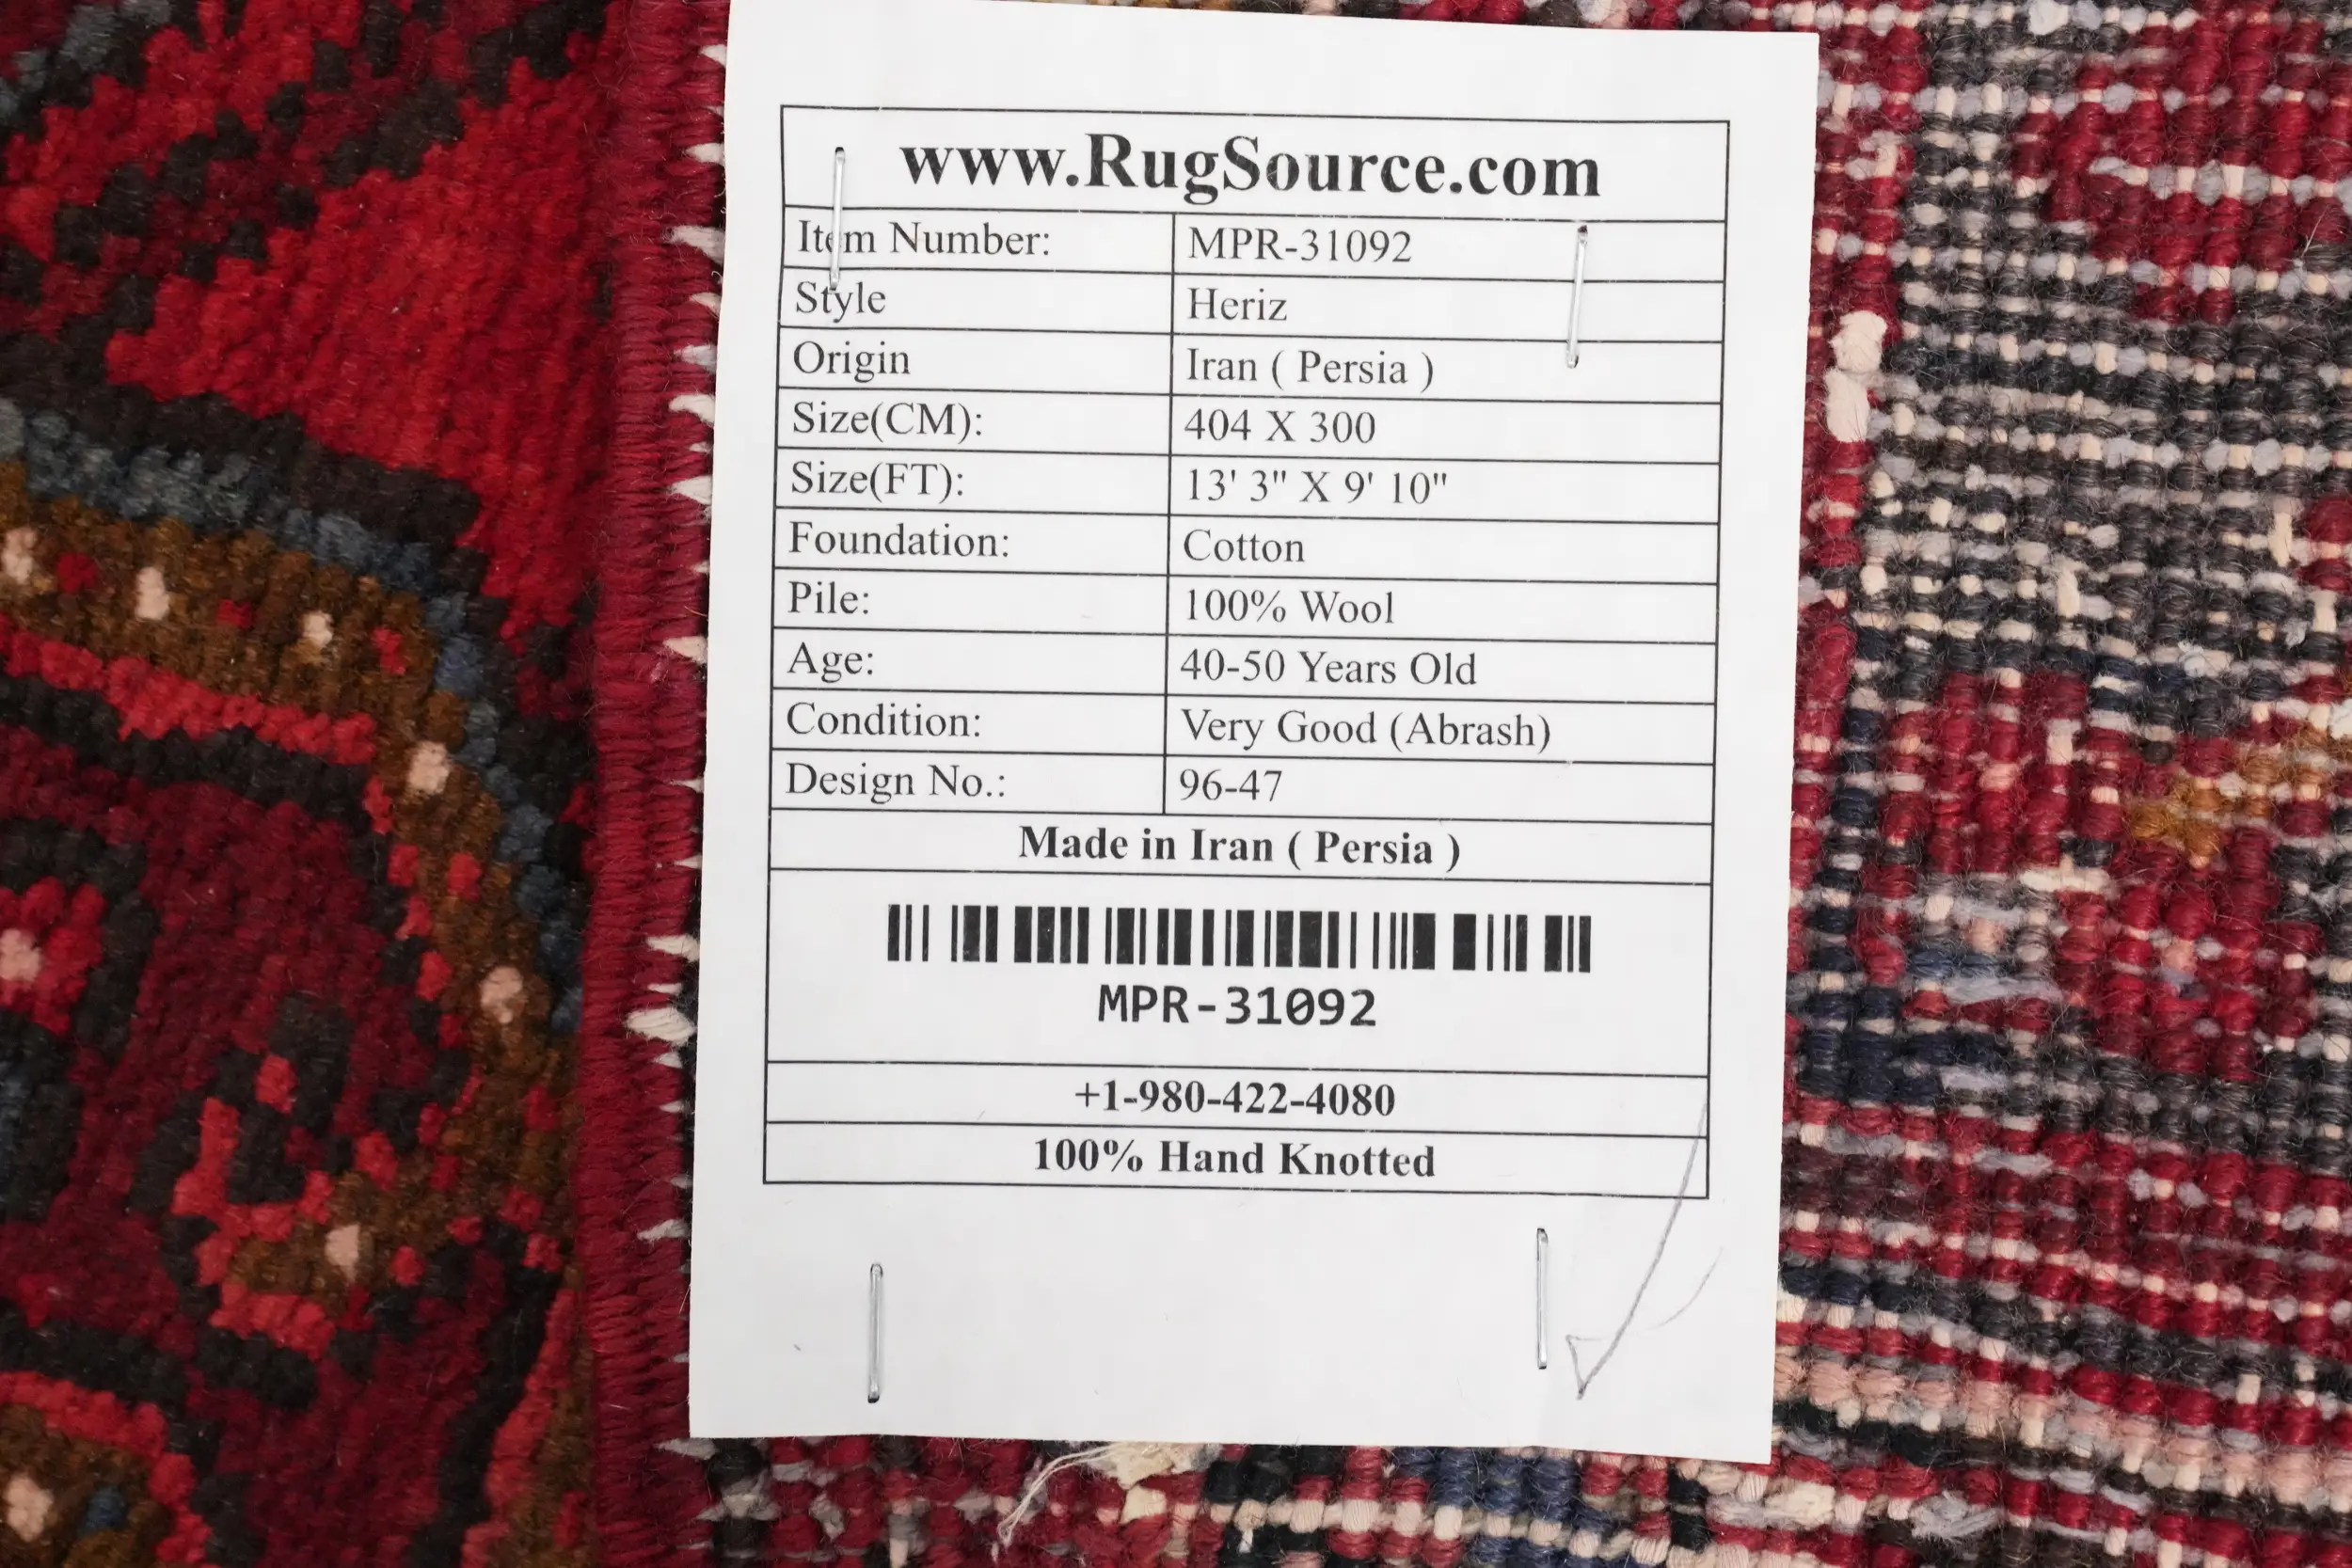 www.RugSource.com
Item Number: MPR-31092
Style Heriz
Origin Iran ( Persia )
Size(CM): 404 X 300
Size(FT): 13' 3" X 9' 10"
Foundation: Cotton
Pile: 100% Wool
Age: 40-50 Years Old
Condition: Very Good (Abrash)
Design No.: 96-47
Made in Iran ( Persia )
MPR-31092
+1-980-422-4080
100% Hand Knotted